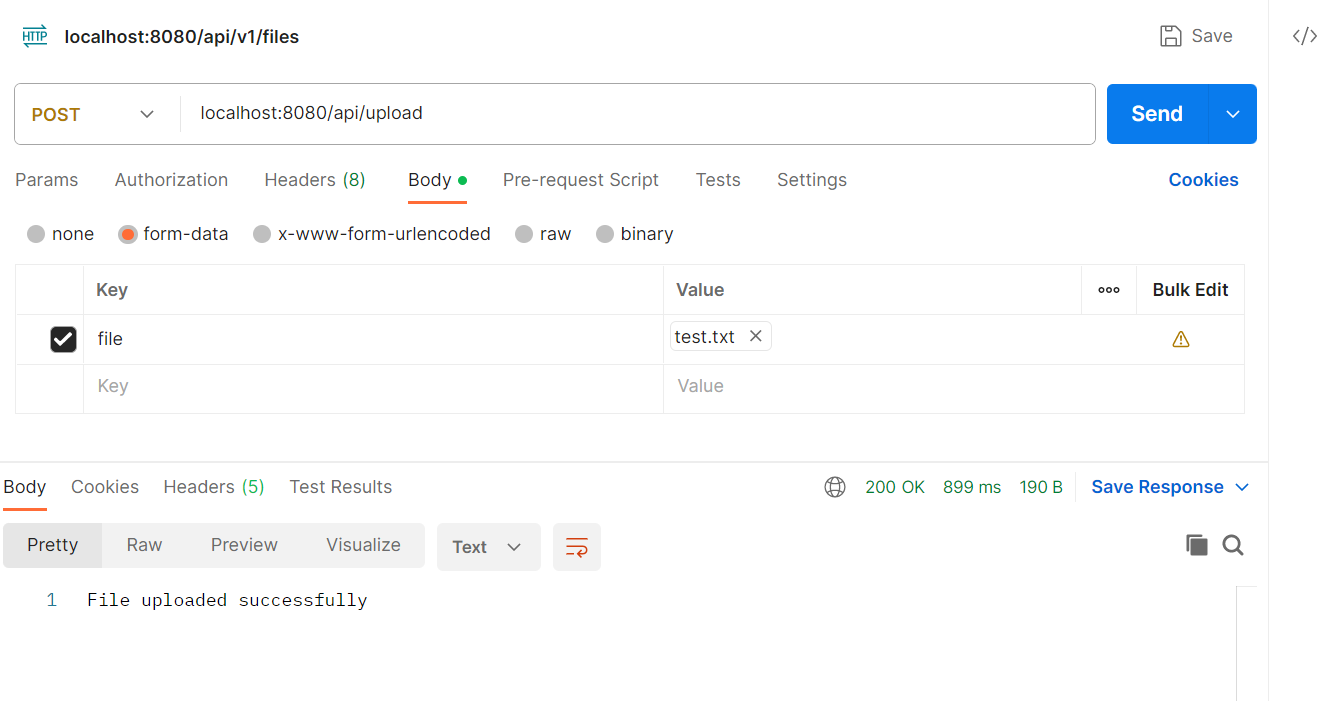 HTTP localhost:8080/api/v1/files Save </>
POST localhost:8080/api/upload Send
Params Authorization Headers (8) Body Pre-request Script Tests Settings Cookies
none form-data x-www-form-urlencoded raw binary
Key Value ooo Bulk Edit
file test.txt
Key Value
Body Cookies Headers (5) Test Results 200 OK 899 ms 190 B Save Response
Pretty Raw Preview Visualize Text
1 File uploaded successfully